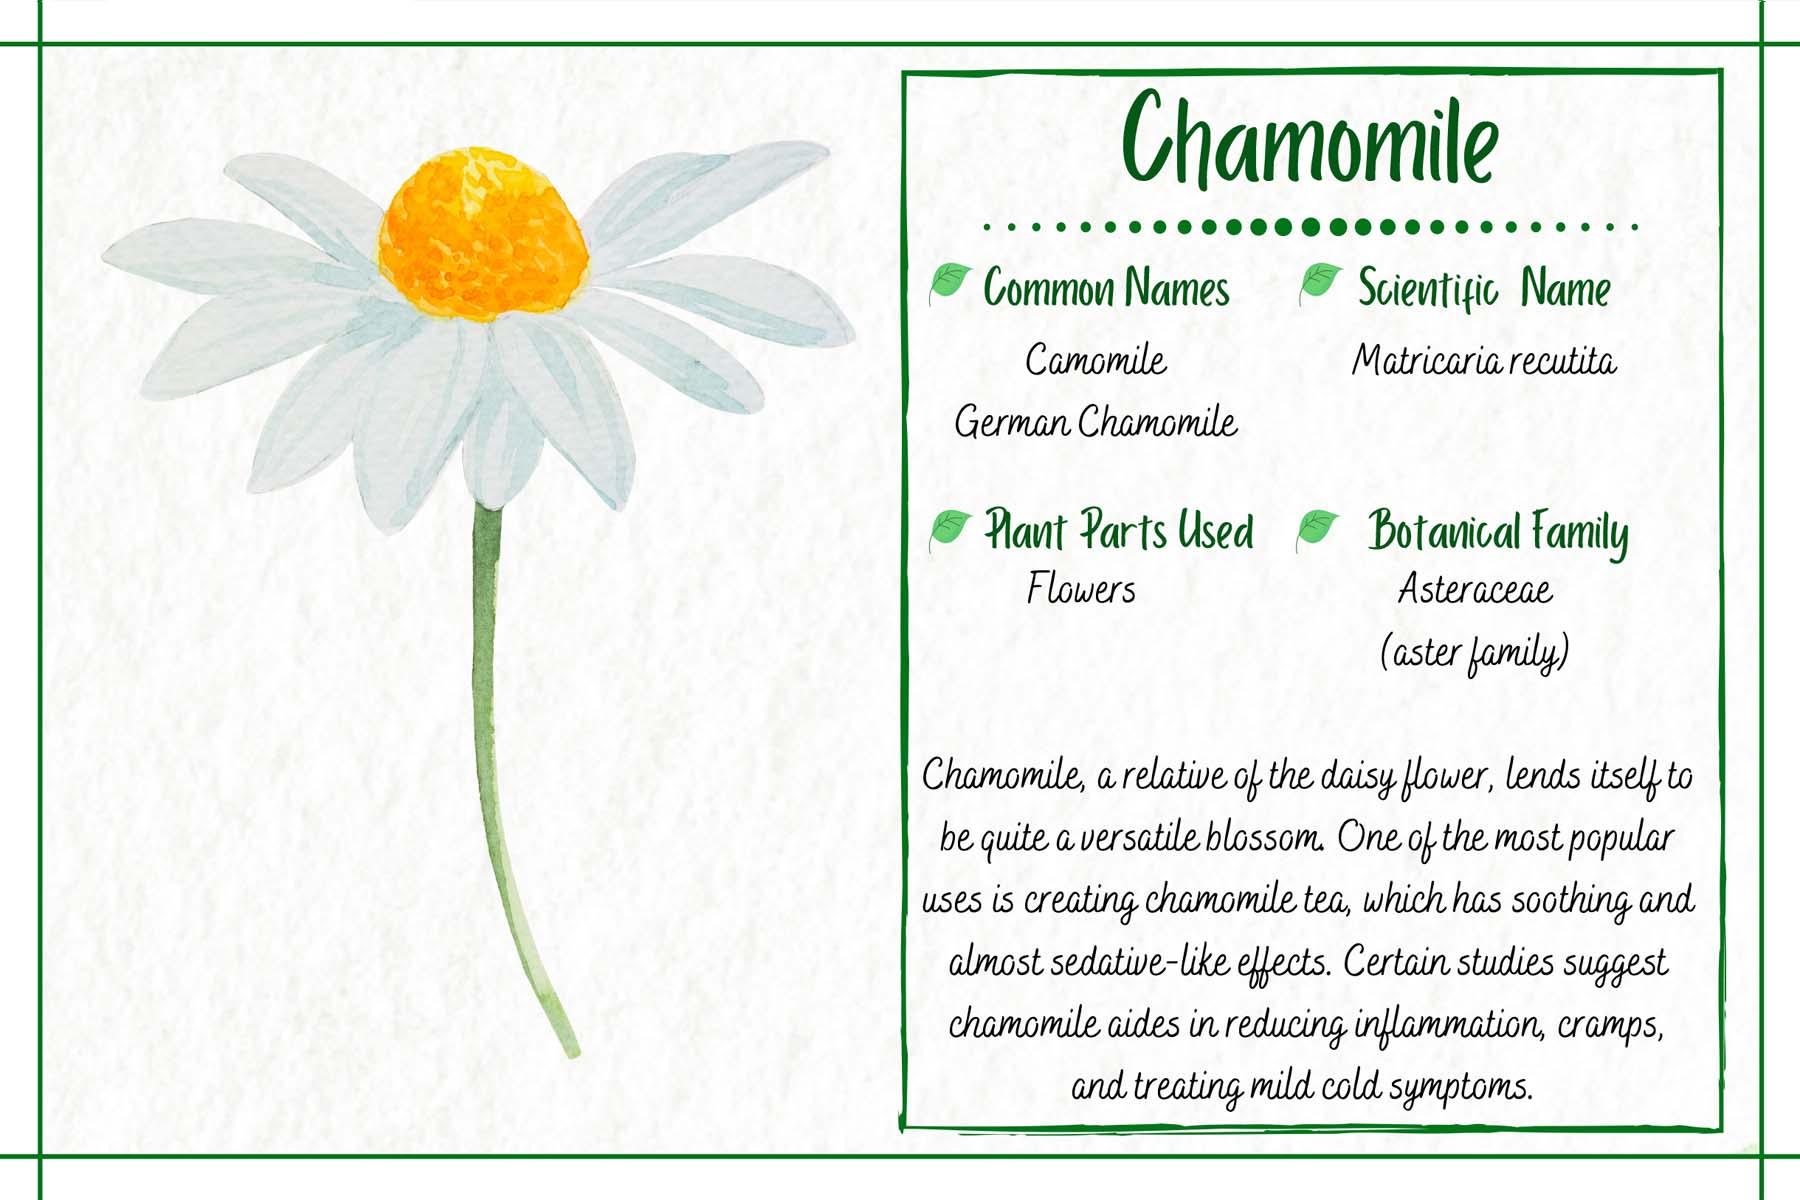 Chamomile
Common Names
Camomile
German Chamomile
Scientific Name
Matricaria recutita
Plant Parts Used
Flowers
Botanical Family
Asteraceae
(aster family)
Chamomile, a relative of the daisy flower, lends itself to
be quite a versatile blossom. One of the most popular
uses is creating chamomile tea, which has soothing and
almost sedative-like effects. Certain studies suggest
chamomile aides in reducing inflammation, cramps,
and treating mild cold symptoms.